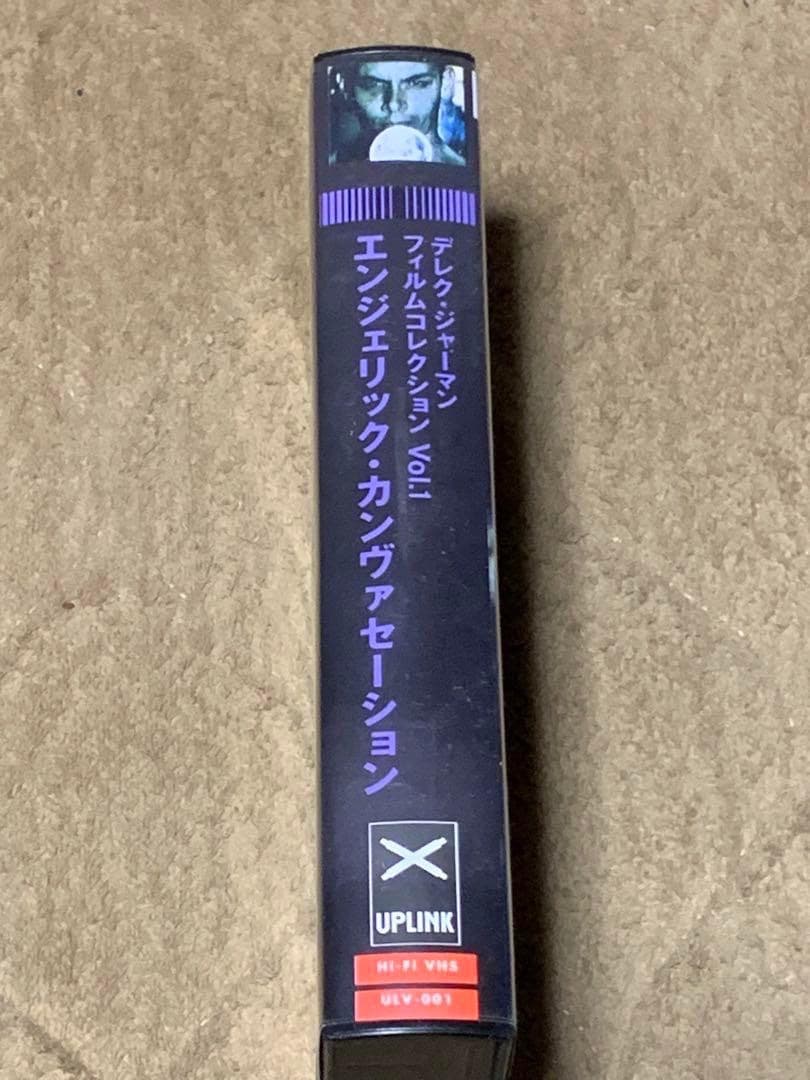 デレク・ジャーマン
フィルムコレクション Vol.1
エンジェリック・カンヴァセーション
UPLINK
HI-FI VHS
ULV-001